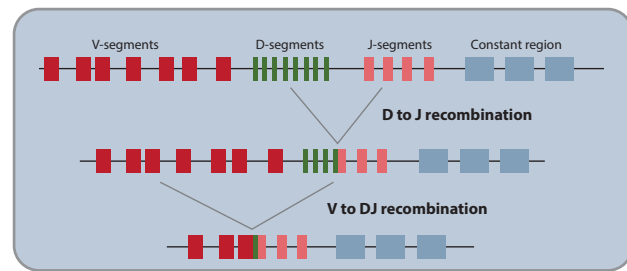 V-segments D-segments J-segments Constant region
D to J recombination
V to DJ recombination